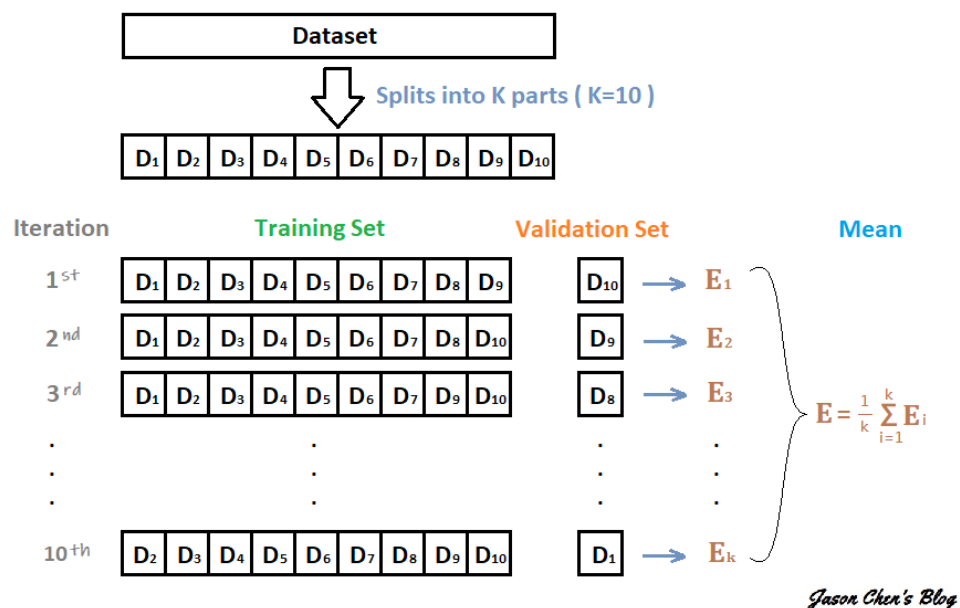 Dataset
Splits into K parts ( K=10 )
D₁ D₂ D₃ D₄ D₅ D₆ D₇ D₈ D₉ D₁₀
Iteration Training Set Validation Set Mean
1st D₁ D₂ D₃ D₄ D₅ D₆ D₇ D₈ D₉ D₁₀ → E₁
2nd D₁ D₂ D₃ D₄ D₅ D₆ D₇ D₈ D₁₀ D₉ → E₂
3rd D₁ D₂ D₃ D₄ D₅ D₆ D₇ D₉ D₁₀ D₈ → E₃
E = 1/k ∑ i=1 k Eᵢ
. . . .
. . . .
. . . .
10th D₂ D₃ D₄ D₅ D₆ D₇ D₈ D₉ D₁₀ D₁ → Eₖ
Jason Chen's Blog